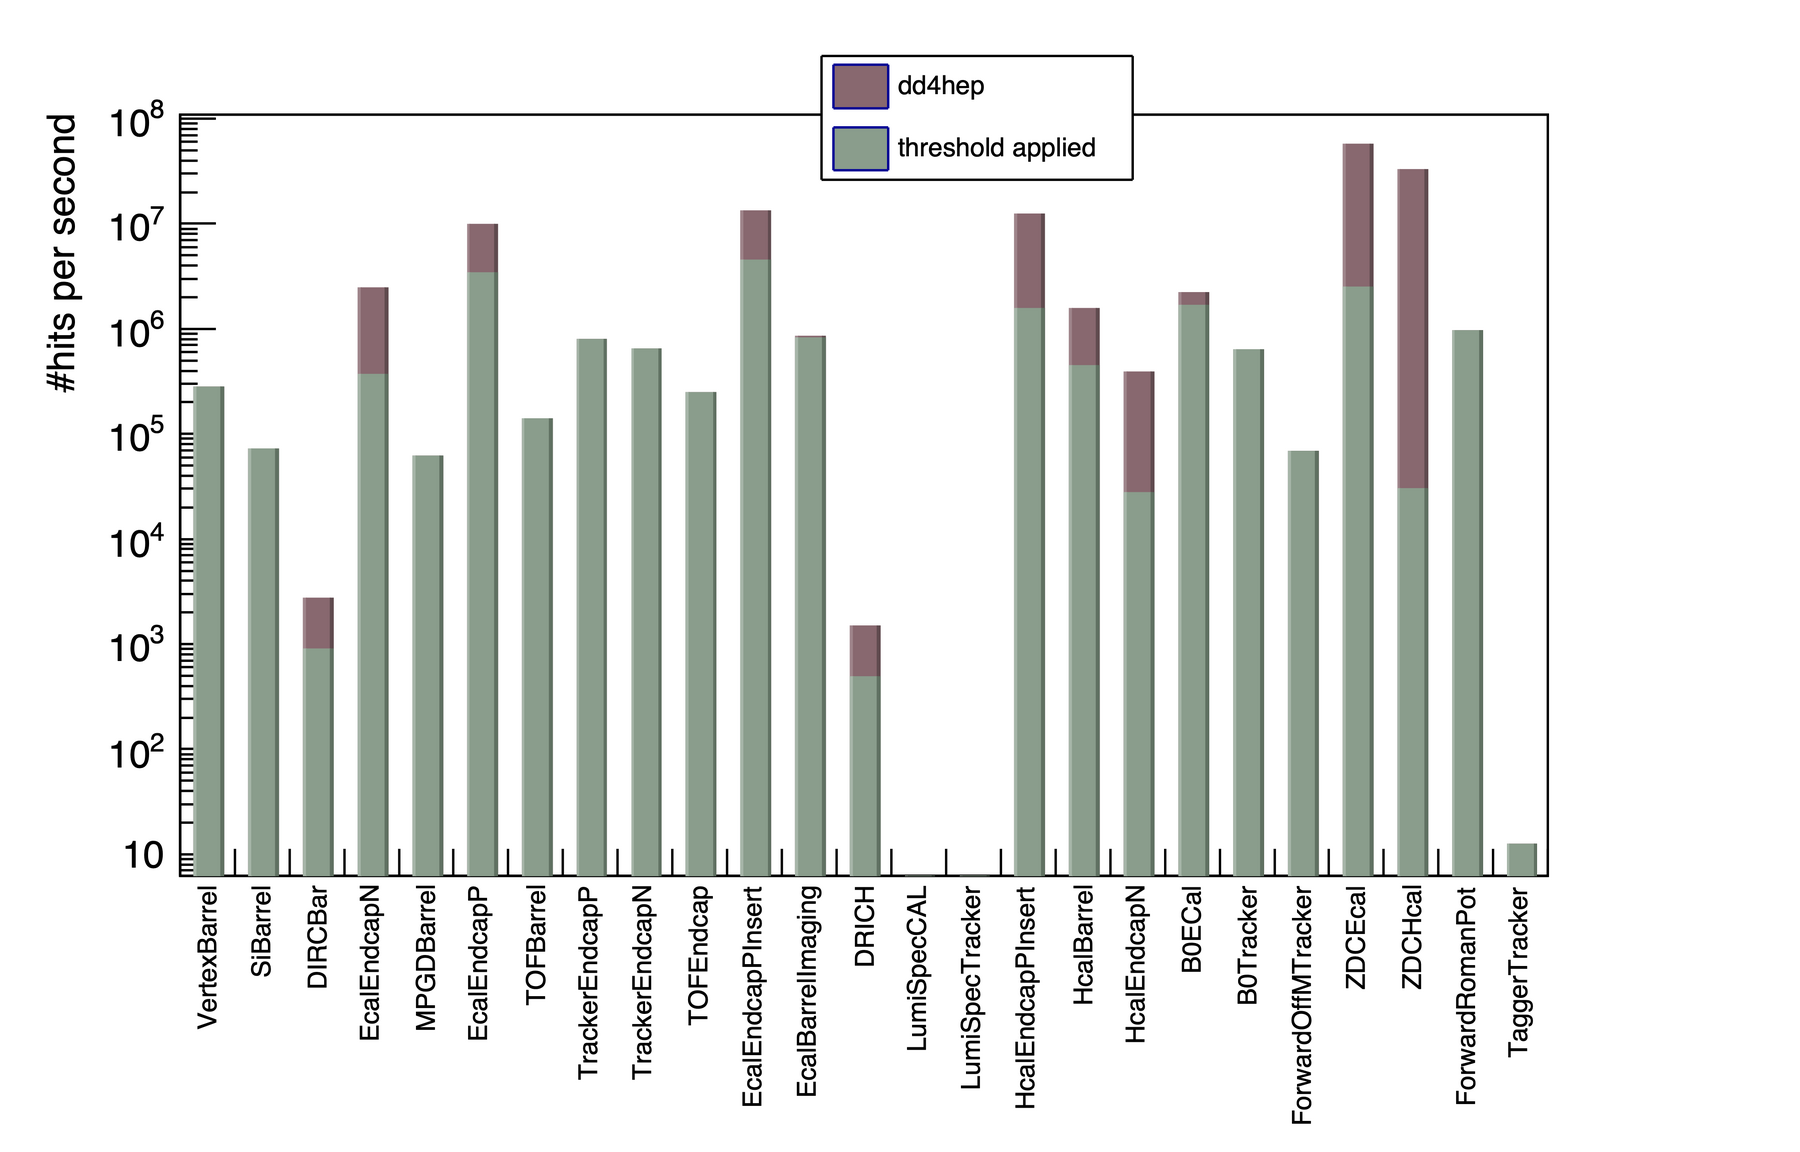 dd4hep
threshold applied
#hits per second
10^8
10^7
10^6
10^5
10^4
10^3
10^2
10
VertexBarrel
SiBarrel
DIRCBar
EcalEndcapN
MPGDBarrel
EcalEndcapP
TOFBarrel
TrackerEndcapP
TrackerEndcapN
TOFEndcap
EcalEndcapPInsert
EcalBarrelImaging
DRICH
LumiSpecCAL
LumiSpecTracker
HcalEndcapPInsert
HcalBarrel
HcalEndcapN
B0ECal
B0Tracker
ForwardOffMTracker
ZDCEcal
ZDCHcal
ForwardRomanPot
TaggerTracker